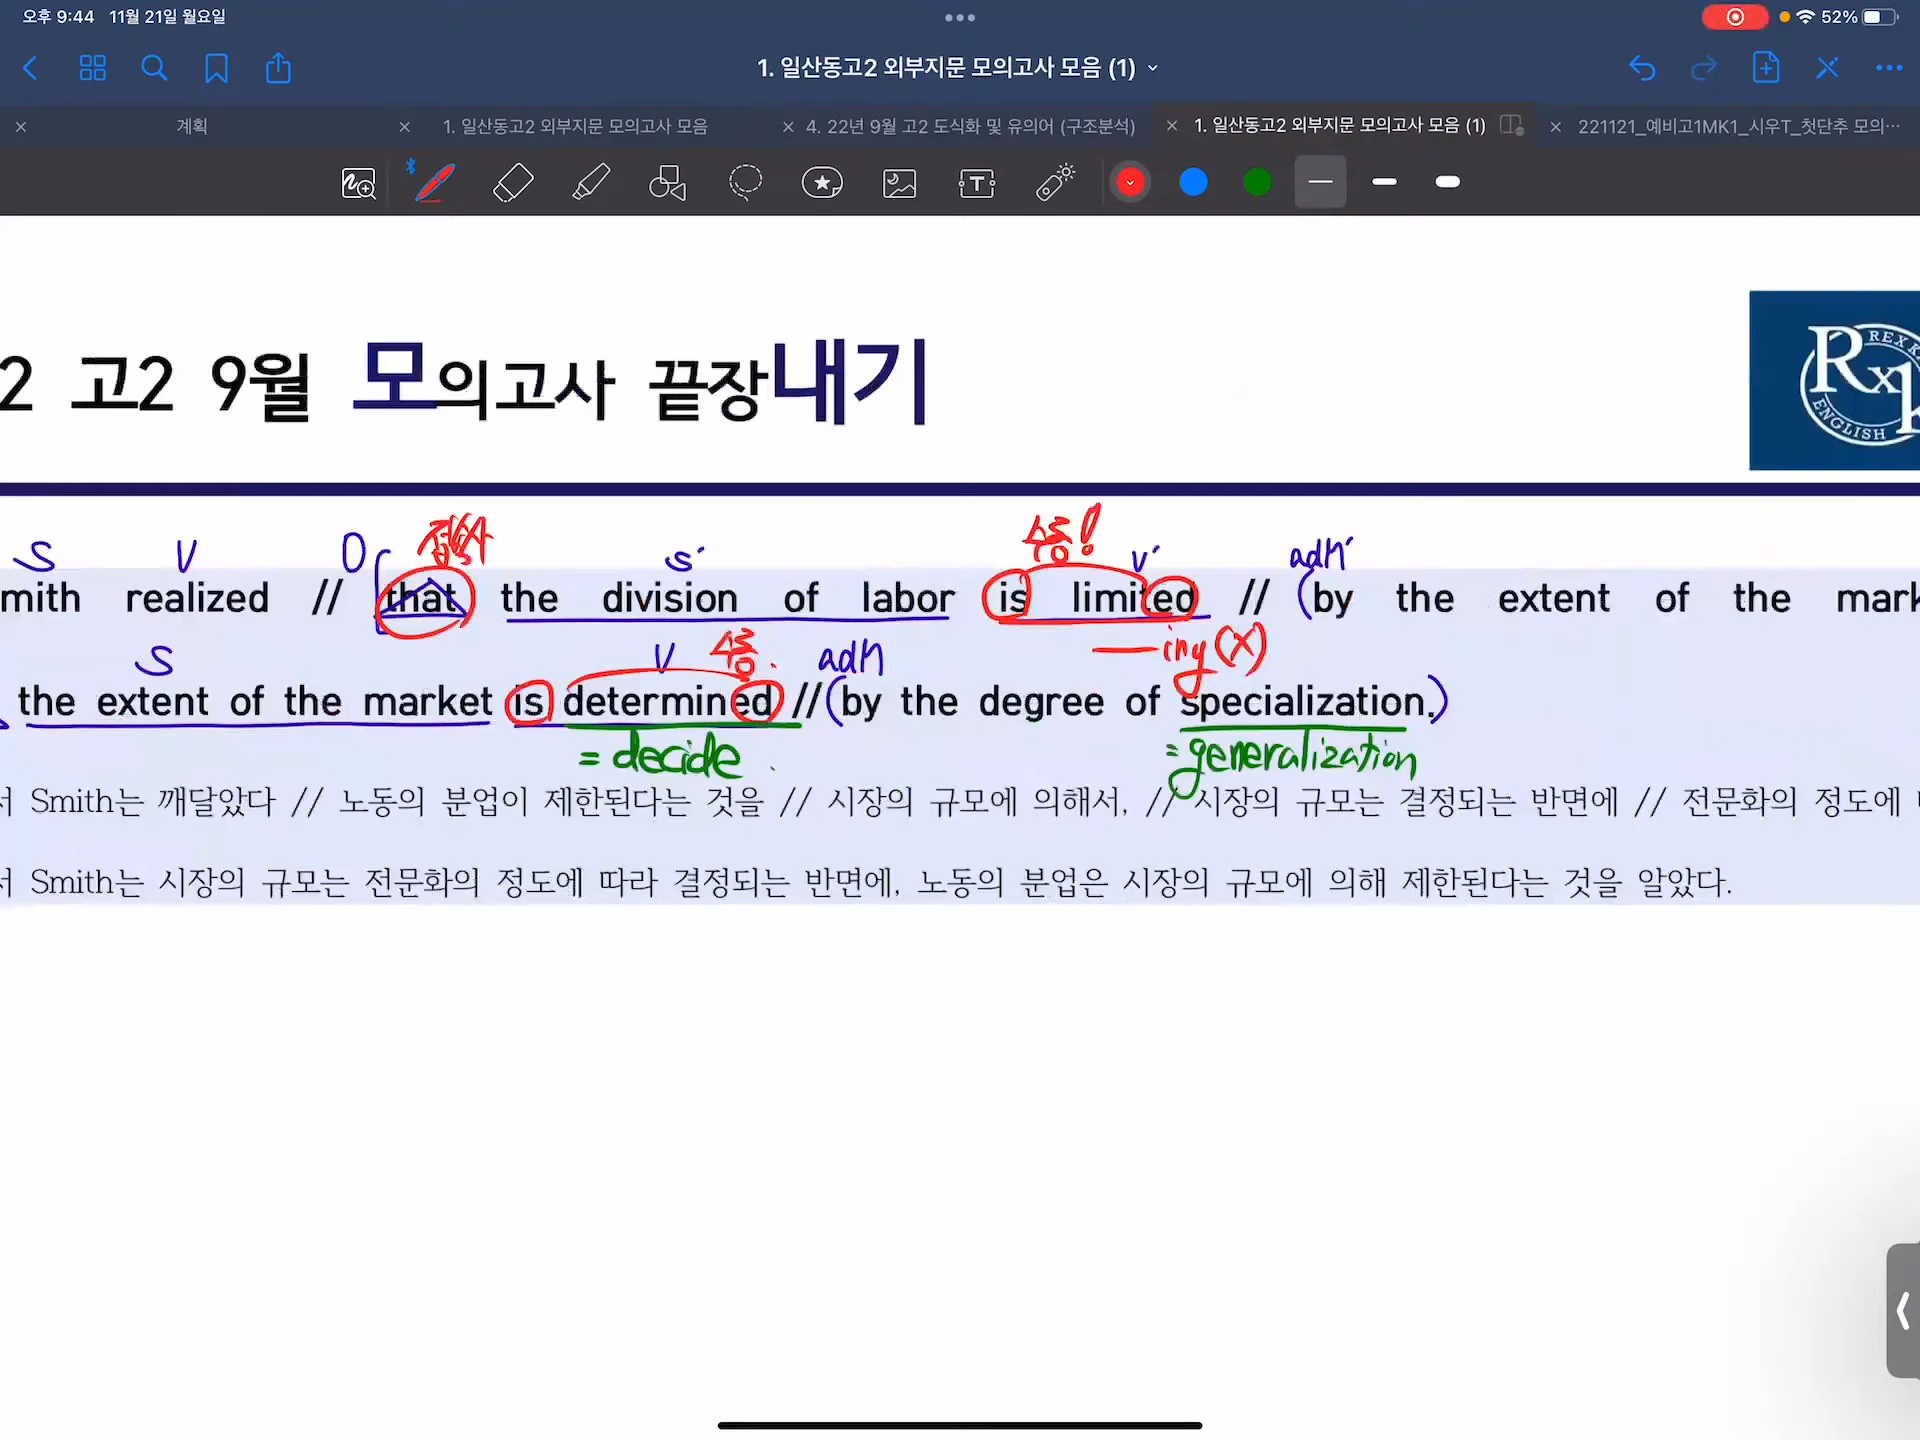 오후 9:44 11월 21일 월요일
52%
1. 일산동고2 외부지문 모의고사 모음 (1)
계획
1. 일산동고2 외부지문 모의고사 모음
4. 22년 9월 고2 도식화 및 유의어 (구조분석)
1. 일산동고2 외부지문 모의고사 모음 (1)
221121_예비고1MK1_시우T_첫단추 모의…
2 고2 9월 모의고사 끝장내기
ENGLISH
S V O 접속사 s' 수동! v' adM'
mith realized // that the division of labor is limited // (by the extent of the mark
S V 수동 adM —ing (X)
the extent of the market is determined // (by the degree of specialization.)
= decide = generalization
서 Smith는 깨달았다 // 노동의 분업이 제한된다는 것을 // 시장의 규모에 의해서, // 시장의 규모는 결정되는 반면에 // 전문화의 정도에
서 Smith는 시장의 규모는 전문화의 정도에 따라 결정되는 반면에, 노동의 분업은 시장의 규모에 의해 제한된다는 것을 알았다.